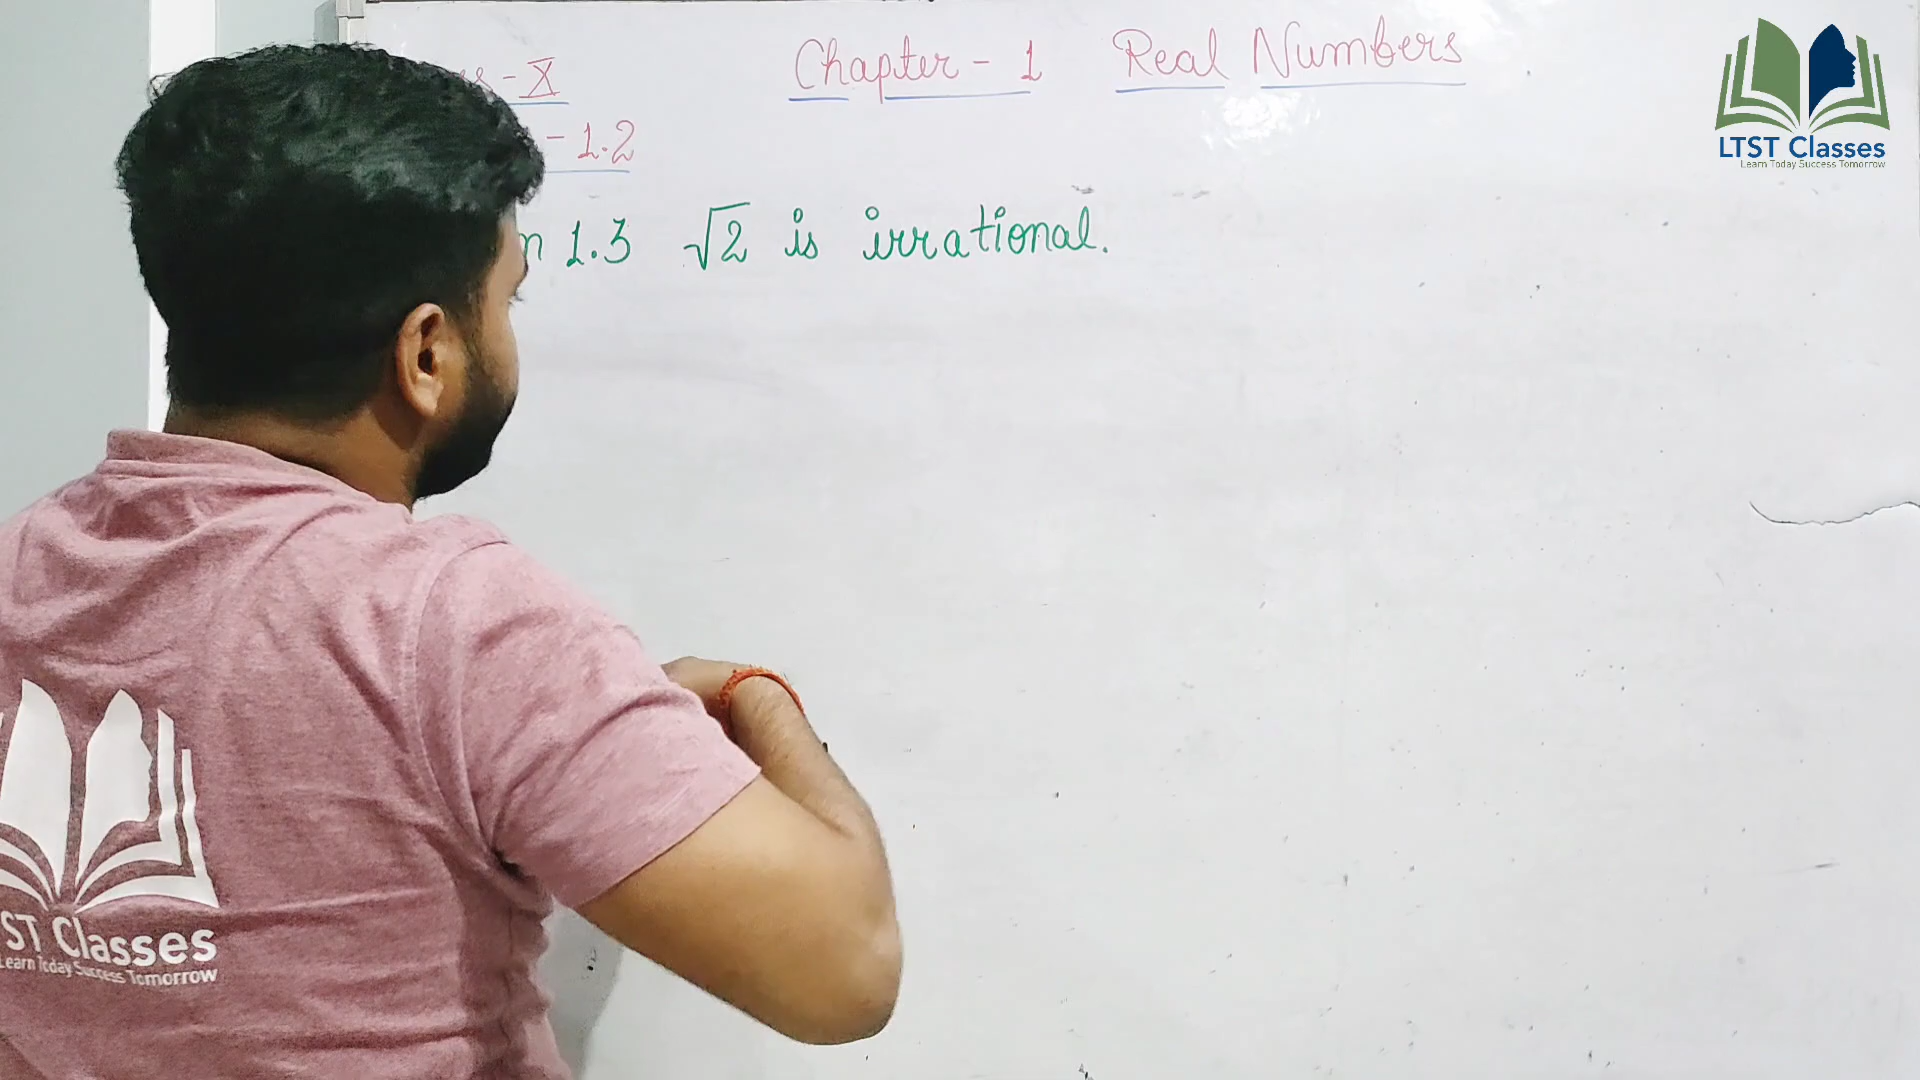 - X
Chapter - 1 Real Numbers
- 1.2
1.3 √2 is irrational.
LTST Classes
Learn Today Success Tomorrow
ST Classes
Learn Today Success Tomorrow